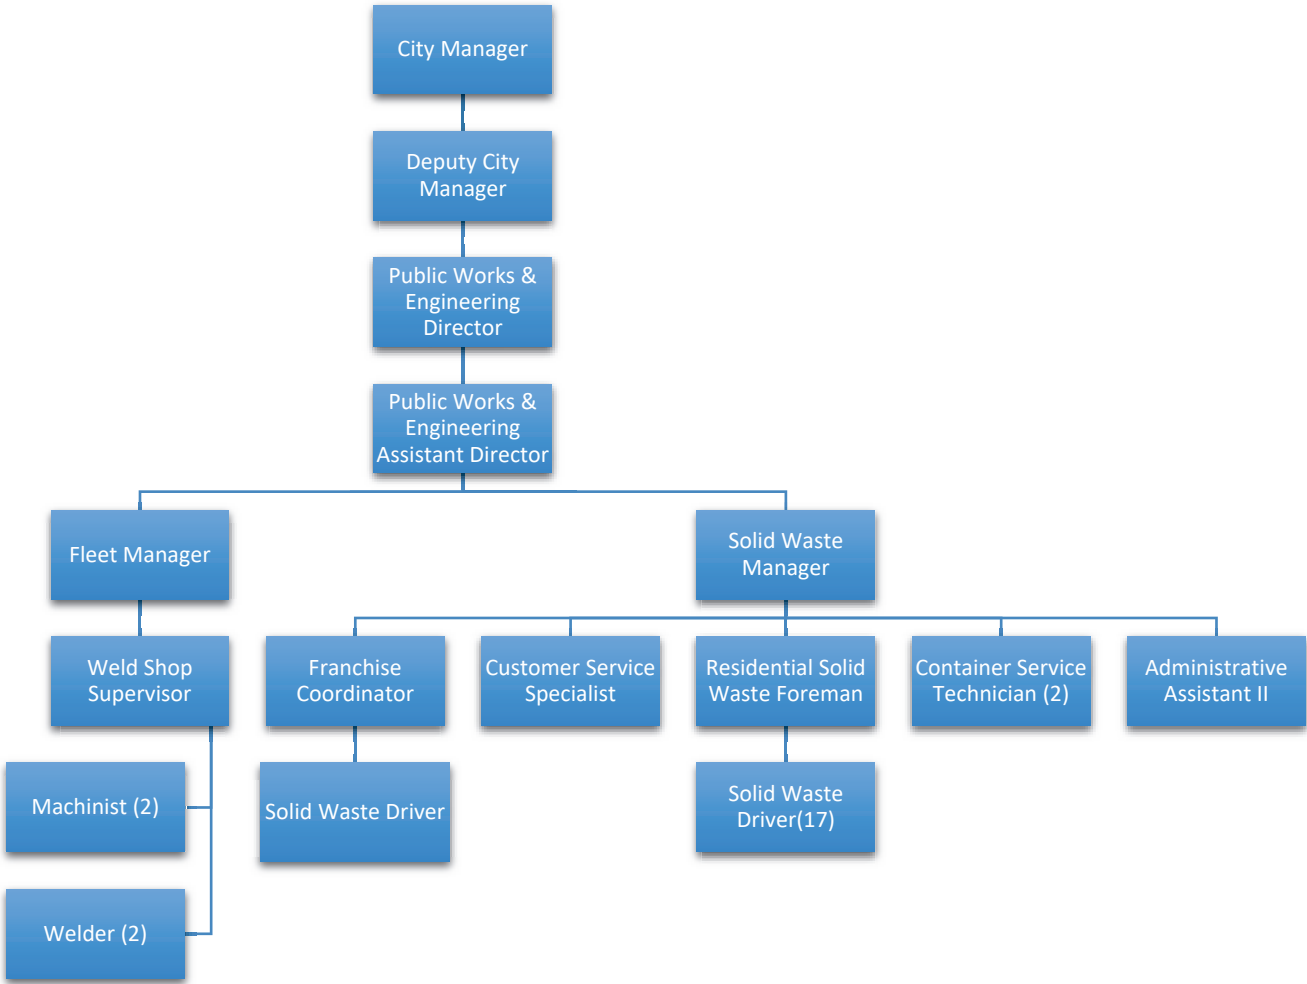 City Manager
Deputy City
Manager
Public Works &
Engineering
Director
Public Works &
Engineering
Assistant Director
Fleet Manager
Solid Waste
Manager
Weld Shop
Supervisor
Franchise
Coordinator
Customer Service
Specialist
Residential Solid
Waste Foreman
Container Service
Technician (2)
Administrative
Assistant II
Machinist (2)
Solid Waste Driver
Solid Waste
Driver(17)
Welder (2)